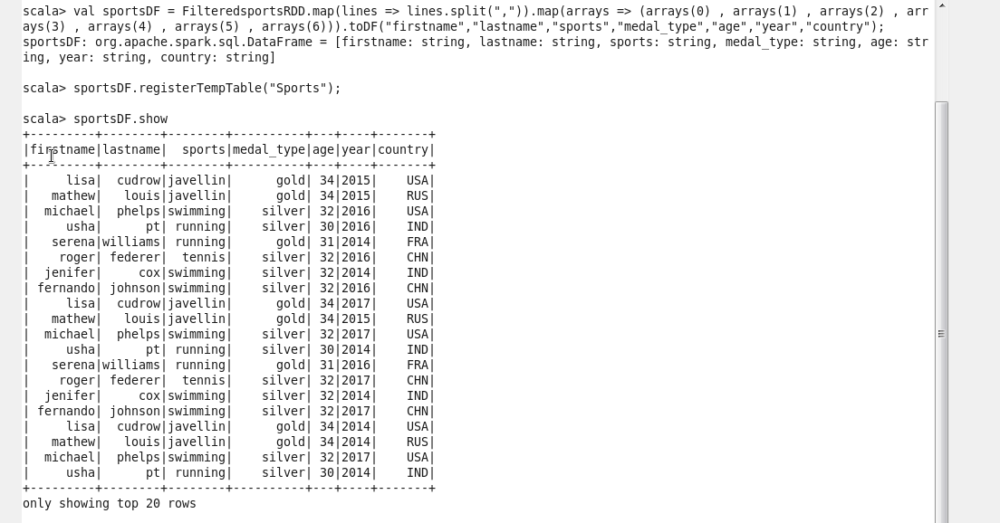 scala> val sportsDF = FilteredsportsRDD.map(lines => lines.split(",")).map(arrays => (arrays(0) , arrays(1) , arrays(2) , arr
ays(3) , arrays(4) , arrays(5) , arrays(6))).toDF("firstname","lastname","sports","medal_type","age","year","country");
sportsDF: org.apache.spark.sql.DataFrame = [firstname: string, lastname: string, sports: string, medal_type: string, age: str
ing, year: string, country: string]

scala> sportsDF.registerTempTable("Sports");

scala> sportsDF.show
+---------+--------+--------+----------+---+----+-------+
|firstname|lastname|  sports|medal_type|age|year|country|
+---------+--------+--------+----------+---+----+-------+
|     lisa|  cudrow|javellin|      gold| 34|2015|    USA|
|   mathew|   louis|javellin|      gold| 34|2015|    RUS|
|  michael|  phelps|swimming|    silver| 32|2016|    USA|
|     usha|      pt| running|    silver| 30|2016|    IND|
|   serena|williams| running|      gold| 31|2014|    FRA|
|    roger| federer|  tennis|    silver| 32|2016|    CHN|
|  jenifer|     cox|swimming|    silver| 32|2014|    IND|
| fernando| johnson|swimming|    silver| 32|2016|    CHN|
|     lisa|  cudrow|javellin|      gold| 34|2017|    USA|
|   mathew|   louis|javellin|      gold| 34|2015|    RUS|
|  michael|  phelps|swimming|    silver| 32|2017|    USA|
|     usha|      pt| running|    silver| 30|2014|    IND|
|   serena|williams| running|      gold| 31|2016|    FRA|
|    roger| federer|  tennis|    silver| 32|2017|    CHN|
|  jenifer|     cox|swimming|    silver| 32|2014|    IND|
| fernando| johnson|swimming|    silver| 32|2017|    CHN|
|     lisa|  cudrow|javellin|      gold| 34|2014|    USA|
|   mathew|   louis|javellin|      gold| 34|2014|    RUS|
|  michael|  phelps|swimming|    silver| 32|2017|    USA|
|     usha|      pt| running|    silver| 30|2014|    IND|
+---------+--------+--------+----------+---+----+-------+
only showing top 20 rows